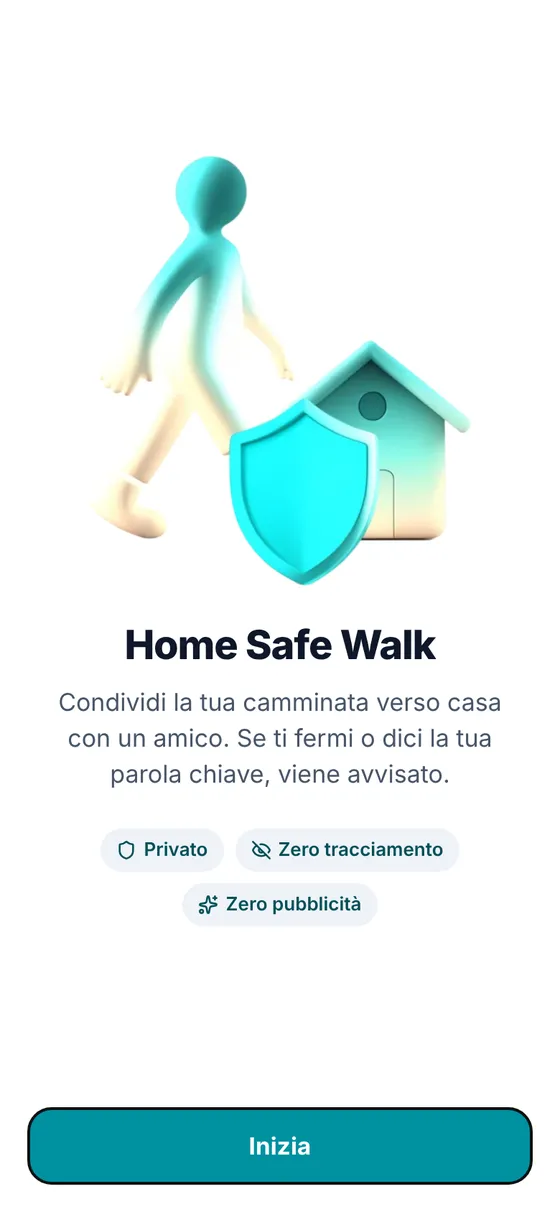 Home Safe Walk
Condividi la tua camminata verso casa
con un amico. Se ti fermi o dici la tua
parola chiave, viene avvisato.
Privato
Zero tracciamento
Zero pubblicità
Inizia